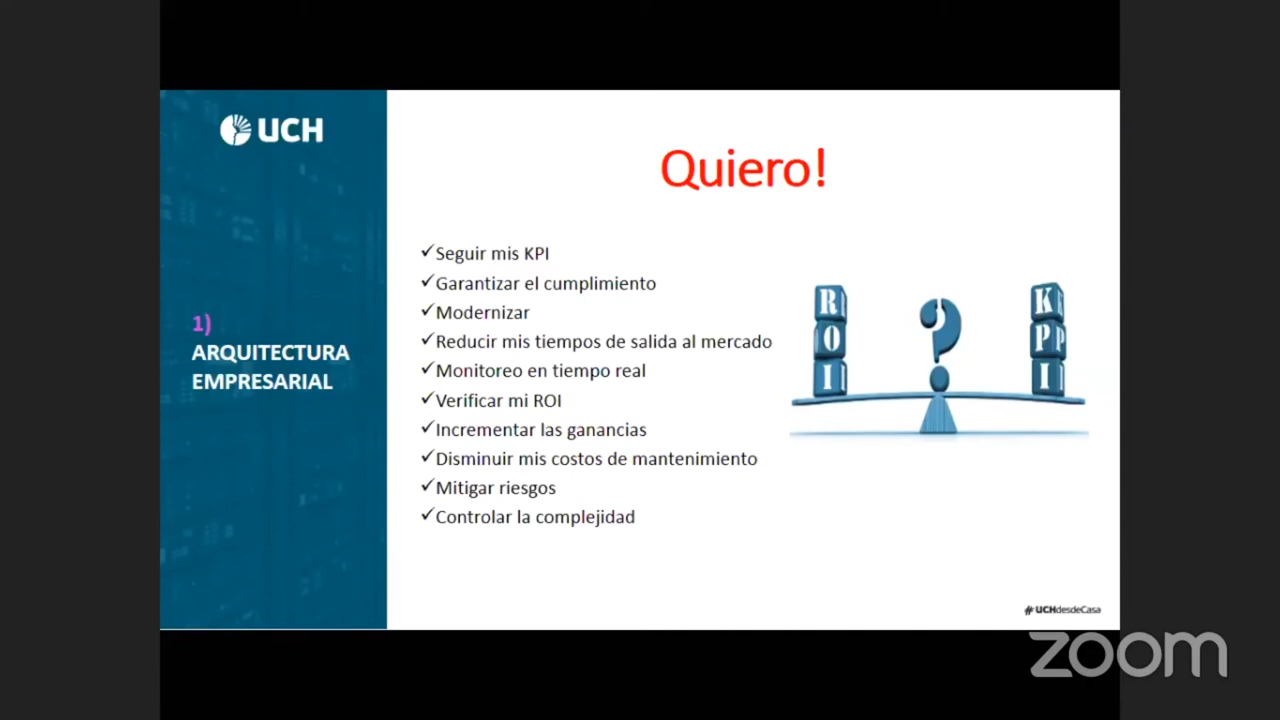 UCH
1)
ARQUITECTURA
EMPRESARIAL
Quiero!
✓Seguir mis KPI
✓Garantizar el cumplimiento
✓Modernizar
✓Reducir mis tiempos de salida al mercado
✓Monitoreo en tiempo real
✓Verificar mi ROI
✓Incrementar las ganancias
✓Disminuir mis costos de mantenimiento
✓Mitigar riesgos
✓Controlar la complejidad
ROI
?
KPI
#UCHdesdeCasa
zoom